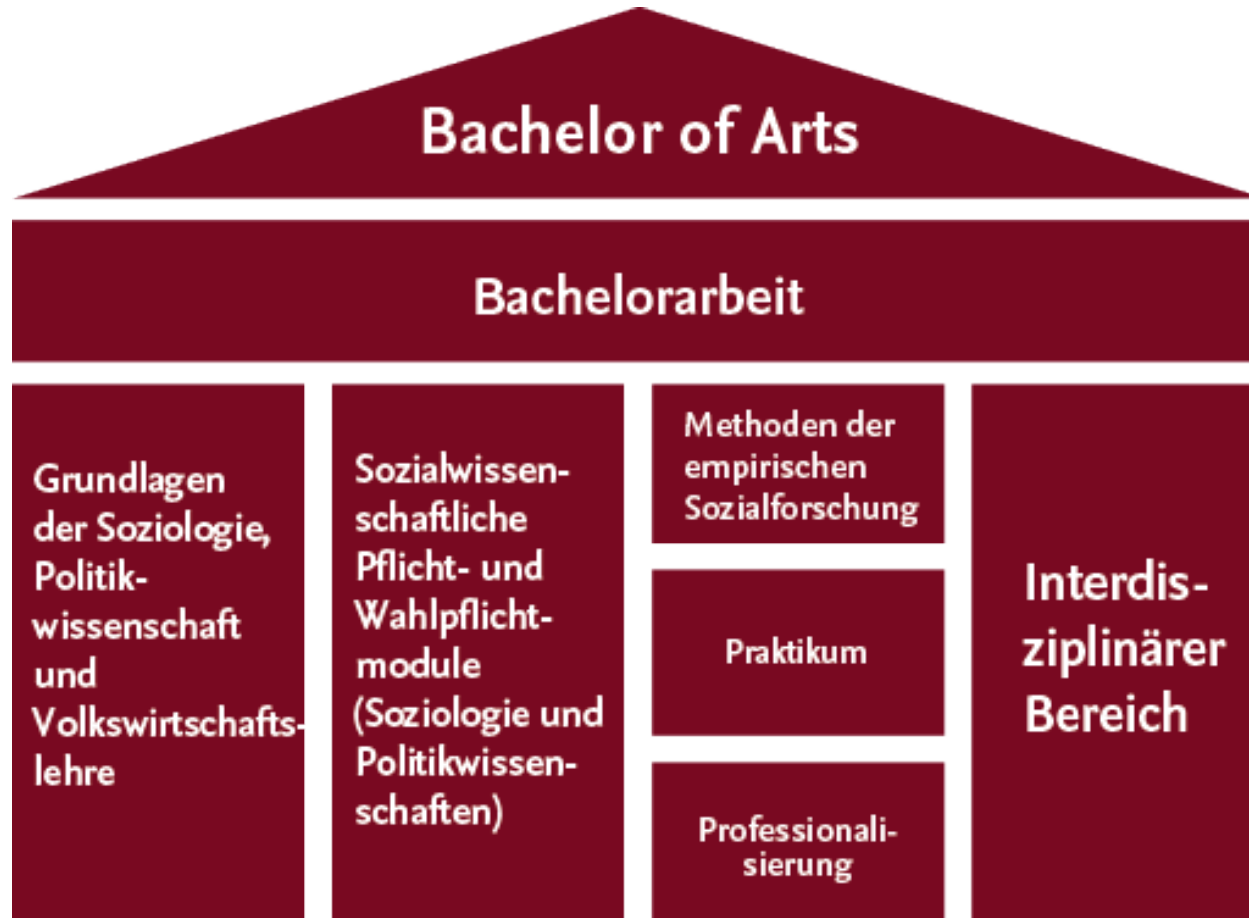 Bachelor of Arts
Bachelorarbeit
Grundlagen
der Soziologie,
Politik-
wissenschaft
und
Volkswirtschafts-
lehre
Sozialwissen-
schaftliche
Pflicht- und
Wahlpflicht-
module
(Soziologie und
Politikwissen-
schaften)
Methoden der
empirischen
Sozialforschung
Praktikum
Professionali-
sierung
Interdis-
ziplinärer
Bereich